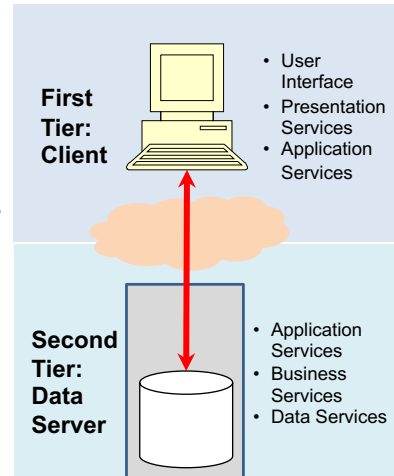 First
Tier:
Client
• User
Interface
• Presentation
Services
• Application
Services
Second
Tier:
Data
Server
• Application
Services
• Business
Services
• Data Services